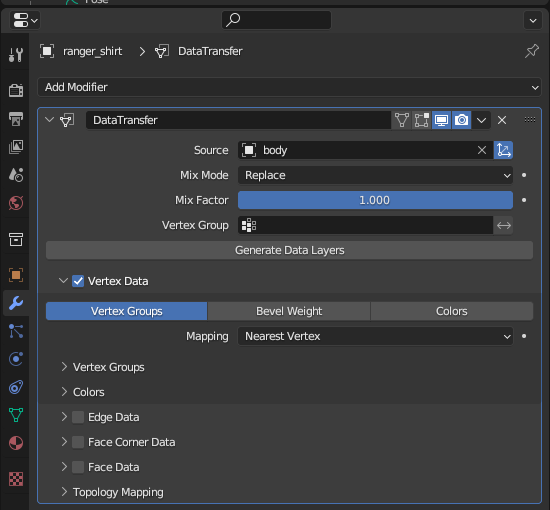 Pose
ranger_shirt > DataTransfer
Add Modifier
DataTransfer
Source body
Mix Mode Replace
Mix Factor 1.000
Vertex Group
Generate Data Layers
Vertex Data
Vertex Groups Bevel Weight Colors
Mapping Nearest Vertex
Vertex Groups
Colors
Edge Data
Face Corner Data
Face Data
Topology Mapping